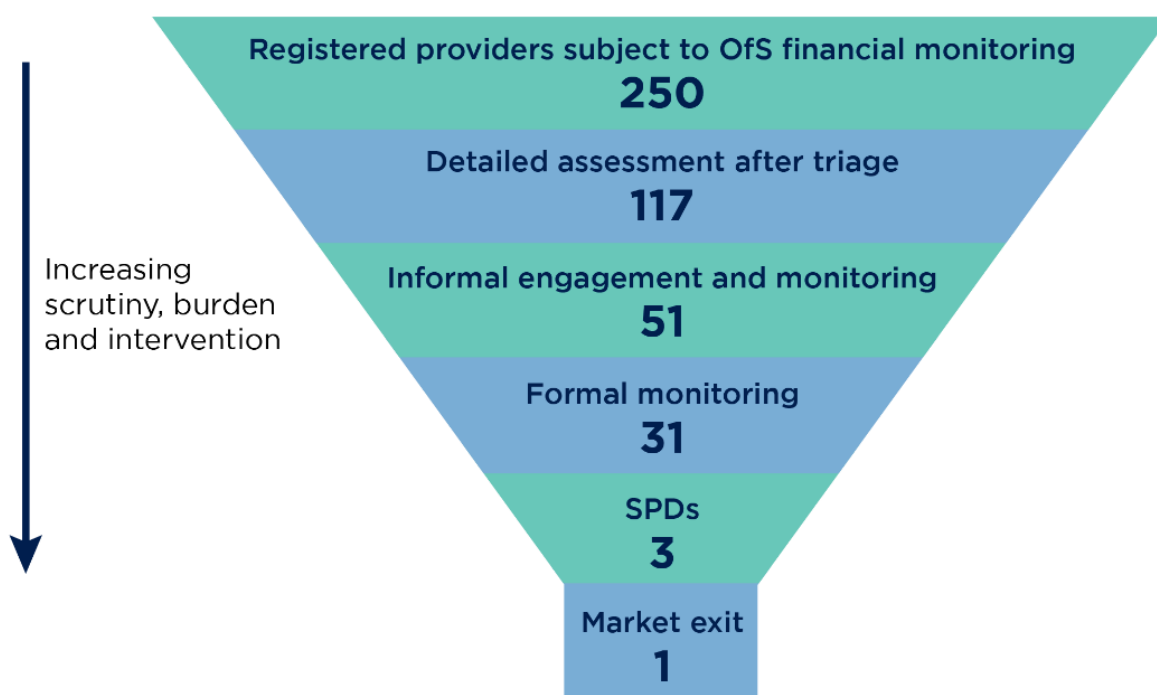 Registered providers subject to OfS financial monitoring
250
Detailed assessment after triage
117
Increasing
scrutiny, burden
and intervention
Informal engagement and monitoring
51
Formal monitoring
31
SPDs
3
Market exit
1